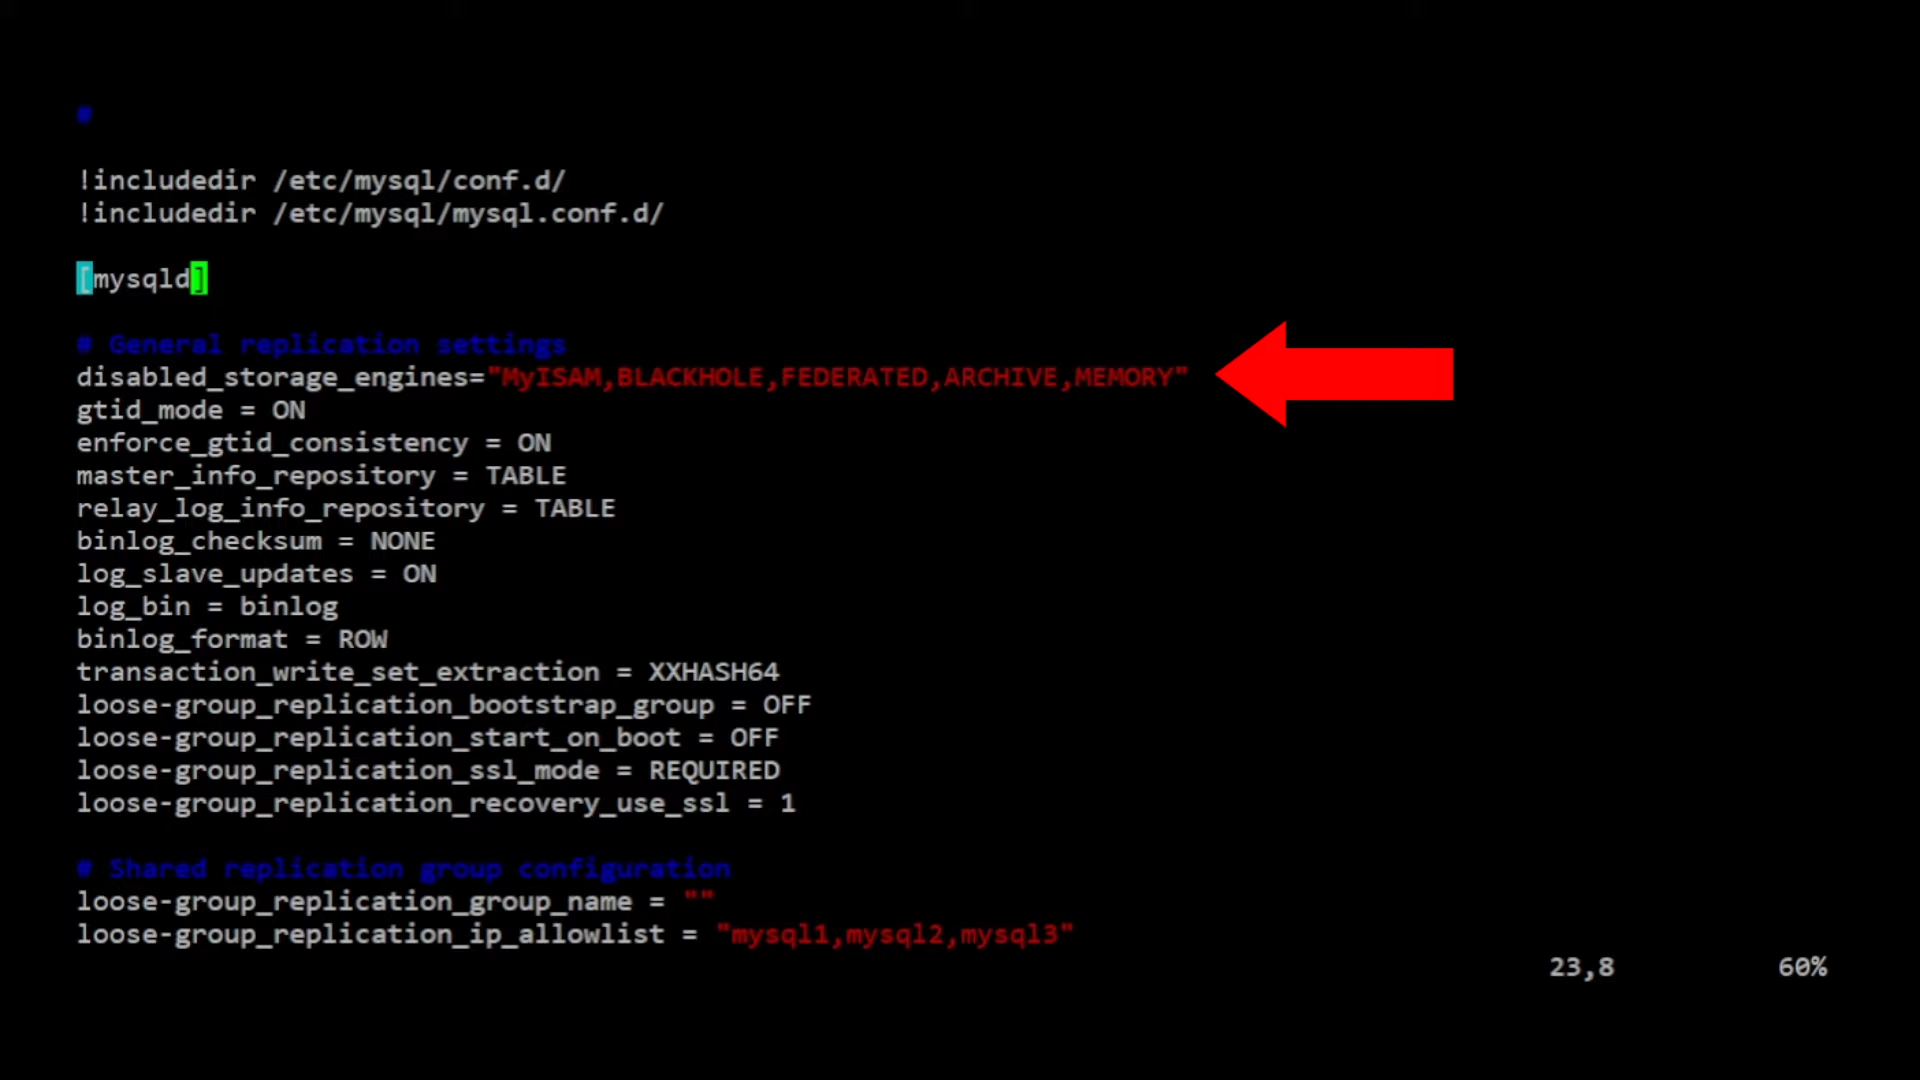 #
!includedir /etc/mysql/conf.d/
!includedir /etc/mysql/mysql.conf.d/
[mysqld]
# General replication settings
disabled_storage_engines="MyISAM,BLACKHOLE,FEDERATED,ARCHIVE,MEMORY"
gtid_mode = ON
enforce_gtid_consistency = ON
master_info_repository = TABLE
relay_log_info_repository = TABLE
binlog_checksum = NONE
log_slave_updates = ON
log_bin = binlog
binlog_format = ROW
transaction_write_set_extraction = XXHASH64
loose-group_replication_bootstrap_group = OFF
loose-group_replication_start_on_boot = OFF
loose-group_replication_ssl_mode = REQUIRED
loose-group_replication_recovery_use_ssl = 1
# Shared replication group configuration
loose-group_replication_group_name = ""
loose-group_replication_ip_allowlist = "mysql1,mysql2,mysql3"
23,8 60%